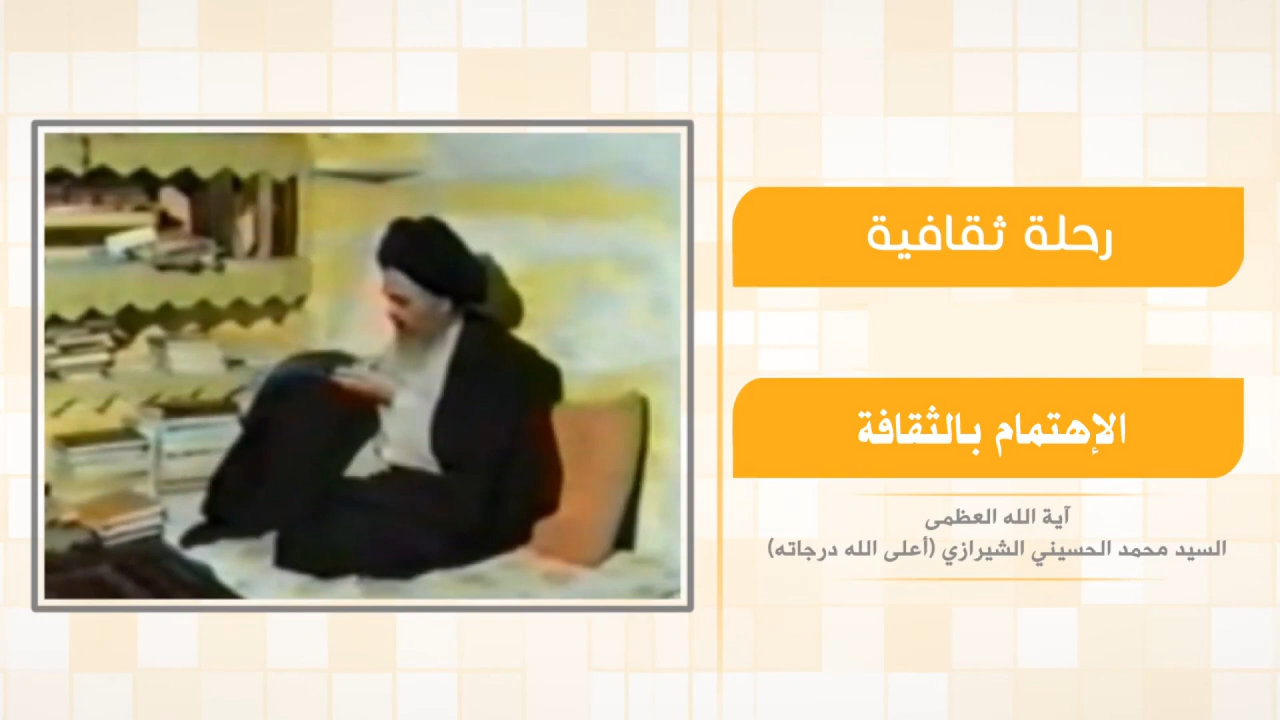 رحلة ثقافية
الإهتمام بالثقافة
آية الله العظمى
السيد محمد الحسيني الشيرازي (أعلى الله درجاته)